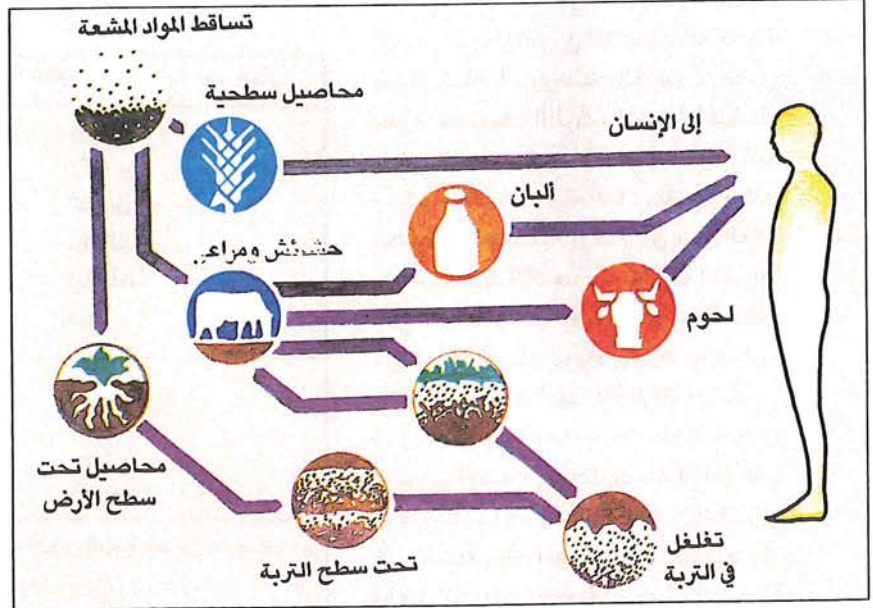 تساقط المواد المشعة
محاصيل سطحية
إلى الإنسان
ألبان
حشائش ومراعي
لحوم
محاصيل تحت
سطح الأرض
تحت سطح التربة
تغلغل
في التربة